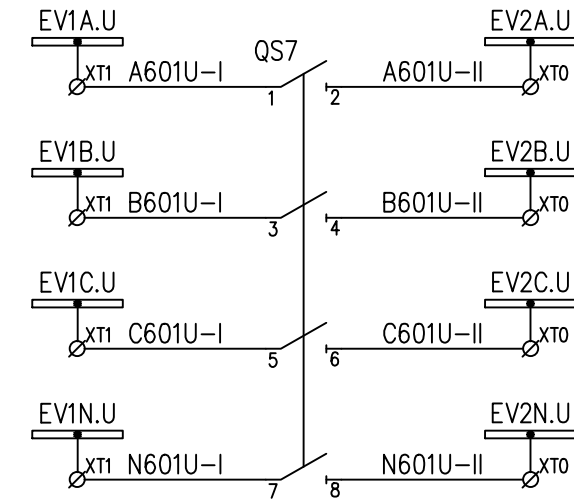 EV1A.U EV2A.U
QS7
XT1 A601U-I A601U-II XT0
1 2
EV1B.U EV2B.U
XT1 B601U-I B601U-II XT0
3 4
EV1C.U EV2C.U
XT1 C601U-I C601U-II XT0
5 6
EV1N.U EV2N.U
XT1 N601U-I N601U-II XT0
7 8